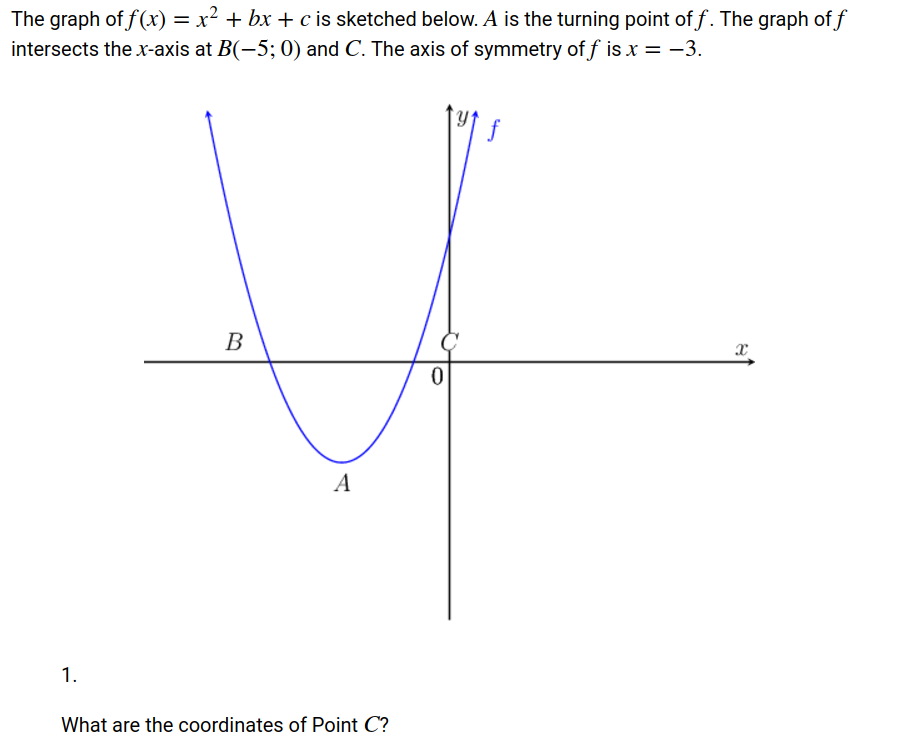 The graph of f(x) = x² + bx + c is sketched below. A is the turning point of f. The graph of f
intersects the x-axis at B(−5; 0) and C. The axis of symmetry of f is x = −3.
y f
B C x
0
A
1.
What are the coordinates of Point C?